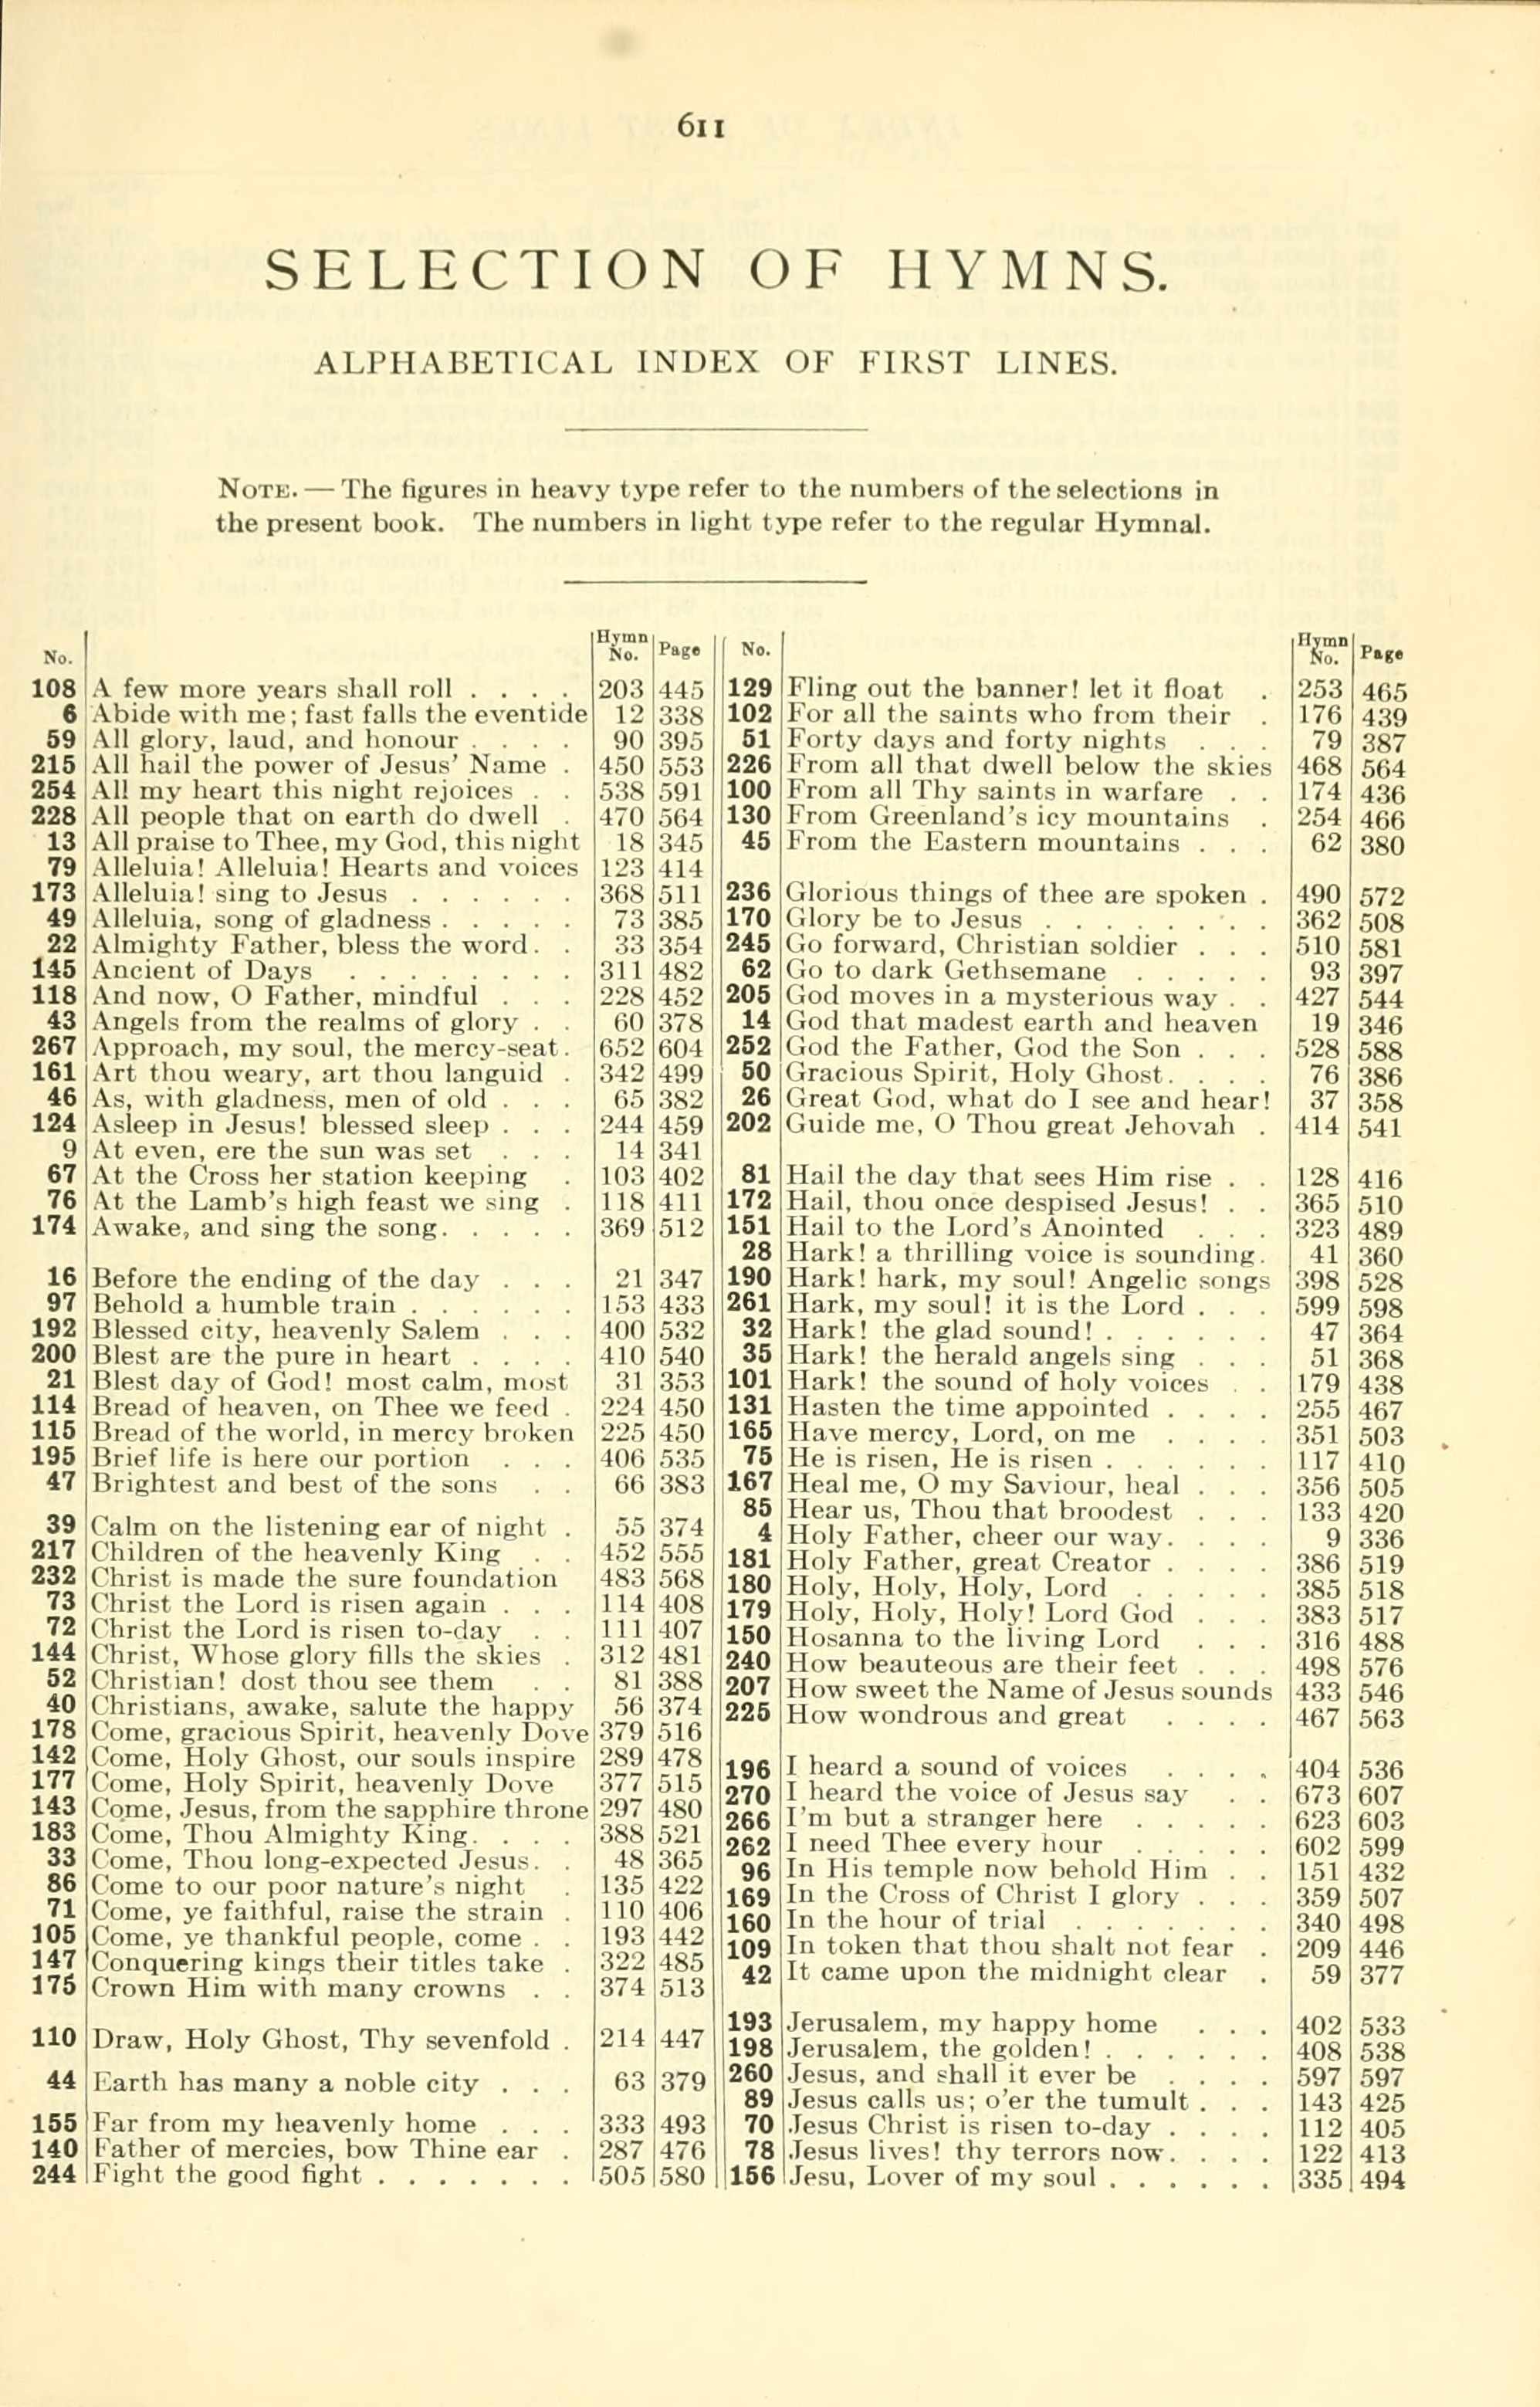 611
SELECTION OF HYMNS.
ALPHABETICAL INDEX OF FIRST LINES.
NOTE. — The figures in heavy type refer to the numbers of the selections in
the present book. The numbers in light type refer to the regular Hymnal.
No. Hymn No. Page
108 A few more years shall roll . . . . 203 445
6 Abide with me; fast falls the eventide 12 338
59 All glory, laud, and honour . . . . 90 395
215 All hail the power of Jesus' Name . 450 553
254 All my heart this night rejoices . . 538 591
228 All people that on earth do dwell . 470 564
13 All praise to Thee, my God, this night 18 345
79 Alleluia! Alleluia! Hearts and voices 123 414
173 Alleluia! sing to Jesus . . . . . . 368 511
49 Alleluia, song of gladness . . . . . 73 385
22 Almighty Father, bless the word. . 33 354
145 Ancient of Days . . . . . . . . 311 482
118 And now, O Father, mindful . . . 228 452
43 Angels from the realms of glory . . 60 378
267 Approach, my soul, the mercy-seat. 652 604
161 Art thou weary, art thou languid . 342 499
46 As, with gladness, men of old . . . 65 382
124 Asleep in Jesus! blessed sleep . . . 244 459
9 At even, ere the sun was set . . . 14 341
67 At the Cross her station keeping . 103 402
76 At the Lamb's high feast we sing . 118 411
174 Awake, and sing the song. . . . . 369 512
16 Before the ending of the day . . . 21 347
97 Behold a humble train . . . . . . 153 433
192 Blessed city, heavenly Salem . . . 400 532
200 Blest are the pure in heart . . . . 410 540
21 Blest day of God! most calm, most 31 353
114 Bread of heaven, on Thee we feed . 224 450
115 Bread of the world, in mercy broken 225 450
195 Brief life is here our portion . . . 406 535
47 Brightest and best of the sons . . 66 383
39 Calm on the listening ear of night . 55 374
217 Children of the heavenly King . . 452 555
232 Christ is made the sure foundation 483 568
73 Christ the Lord is risen again . . . 114 408
72 Christ the Lord is risen to-day . . 111 407
144 Christ, Whose glory fills the skies . 312 481
52 Christian! dost thou see them . . 81 388
40 Christians, awake, salute the happy 56 374
178 Come, gracious Spirit, heavenly Dove 379 516
142 Come, Holy Ghost, our souls inspire 289 478
177 Come, Holy Spirit, heavenly Dove 377 515
143 Come, Jesus, from the sapphire throne 297 480
183 Come, Thou Almighty King. . . . 388 521
33 Come, Thou long-expected Jesus. . 48 365
86 Come to our poor nature's night . 135 422
71 Come, ye faithful, raise the strain . 110 406
105 Come, ye thankful people, come . . 193 442
147 Conquering kings their titles take . 322 485
175 Crown Him with many crowns . . 374 513
110 Draw, Holy Ghost, Thy sevenfold . 214 447
44 Earth has many a noble city . . . 63 379
155 Far from my heavenly home . . . 333 493
140 Father of mercies, bow Thine ear . 287 476
244 Fight the good fight . . . . . . . 505 580
No. Hymn No. Page
129 Fling out the banner! let it float . 253 465
102 For all the saints who from their . 176 439
51 Forty days and forty nights . . . 79 387
226 From all that dwell below the skies 468 564
100 From all Thy saints in warfare . . 174 436
130 From Greenland's icy mountains . 254 466
45 From the Eastern mountains . . . 62 380
236 Glorious things of thee are spoken . 490 572
170 Glory be to Jesus . . . . . . . . 362 508
245 Go forward, Christian soldier . . . 510 581
62 Go to dark Gethsemane . . . . . 93 397
205 God moves in a mysterious way . . 427 544
14 God that madest earth and heaven 19 346
252 God the Father, God the Son . . . 528 588
50 Gracious Spirit, Holy Ghost. . . . 76 386
26 Great God, what do I see and hear! 37 358
202 Guide me, O Thou great Jehovah . 414 541
81 Hail the day that sees Him rise . . 128 416
172 Hail, thou once despised Jesus! . . 365 510
151 Hail to the Lord's Anointed . . . 323 489
28 Hark! a thrilling voice is sounding. 41 360
190 Hark! hark, my soul! Angelic songs 398 528
261 Hark, my soul! it is the Lord . . . 599 598
32 Hark! the glad sound! . . . . . . 47 364
35 Hark! the herald angels sing . . . 51 368
101 Hark! the sound of holy voices . . 179 438
131 Hasten the time appointed . . . . 255 467
165 Have mercy, Lord, on me . . . . 351 503
75 He is risen, He is risen . . . . . . 117 410
167 Heal me, O my Saviour, heal . . . 356 505
85 Hear us, Thou that broodest . . . 133 420
4 Holy Father, cheer our way. . . . 9 336
181 Holy Father, great Creator . . . . 386 519
180 Holy, Holy, Holy, Lord . . . . . 385 518
179 Holy, Holy, Holy! Lord God . . . 383 517
150 Hosanna to the living Lord . . . 316 488
240 How beauteous are their feet . . . 498 576
207 How sweet the Name of Jesus sounds 433 546
225 How wondrous and great . . . . 467 563
196 I heard a sound of voices . . . . 404 536
270 I heard the voice of Jesus say . . 673 607
266 I'm but a stranger here . . . . . 623 603
262 I need Thee every hour . . . . . 602 599
96 In His temple now behold Him . . 151 432
169 In the Cross of Christ I glory . . . 359 507
160 In the hour of trial . . . . . . . 340 498
109 In token that thou shalt not fear . 209 446
42 It came upon the midnight clear . 59 377
193 Jerusalem, my happy home . . . 402 533
198 Jerusalem, the golden! . . . . . . 408 538
260 Jesus, and shall it ever be . . . . 597 597
89 Jesus calls us; o'er the tumult . . . 143 425
70 Jesus Christ is risen to-day . . . . 112 405
78 Jesus lives! thy terrors now. . . . 122 413
156 Jesu, Lover of my soul . . . . . . 335 494